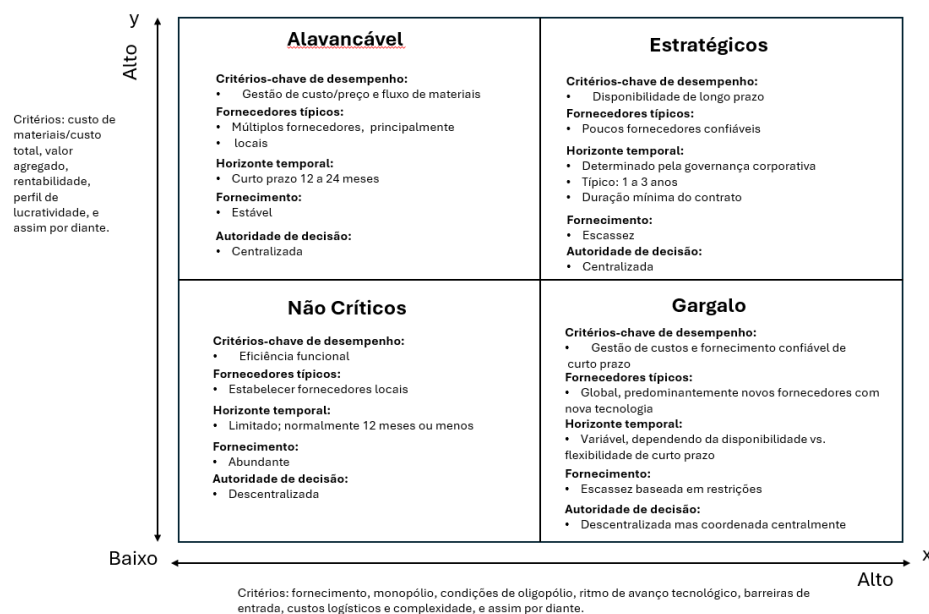 y
Alto
Critérios: custo de
materiais/custo
total, valor
agregado,
rentabilidade,
perfil de
lucratividade, e
assim por diante.
Alavancável
Critérios-chave de desempenho:
• Gestão de custo/preço e fluxo de materiais
Fornecedores típicos:
• Múltiplos fornecedores, principalmente
• locais
Horizonte temporal:
• Curto prazo 12 a 24 meses
Fornecimento:
• Estável
Autoridade de decisão:
• Centralizada
Estratégicos
Critérios-chave de desempenho:
• Disponibilidade de longo prazo
Fornecedores típicos:
• Poucos fornecedores confiáveis
Horizonte temporal:
• Determinado pela governança corporativa
• Típico: 1 a 3 anos
• Duração mínima do contrato
Fornecimento:
• Escassez
Autoridade de decisão:
• Centralizada
Não Críticos
Critérios-chave de desempenho:
• Eficiência funcional
Fornecedores típicos:
• Estabelecer fornecedores locais
Horizonte temporal:
• Limitado; normalmente 12 meses ou menos
Fornecimento:
• Abundante
Autoridade de decisão:
• Descentralizada
Gargalo
Critérios-chave de desempenho:
• Gestão de custos e fornecimento confiável de
curto prazo
Fornecedores típicos:
• Global, predominantemente novos fornecedores com
nova tecnologia
Horizonte temporal:
• Variável, dependendo da disponibilidade vs.
flexibilidade de curto prazo
Fornecimento:
• Escassez baseada em restrições
Autoridade de decisão:
• Descentralizada mas coordenada centralmente
Baixo
x
Alto
Critérios: fornecimento, monopólio, condições de oligopólio, ritmo de avanço tecnológico, barreiras de
entrada, custos logísticos e complexidade, e assim por diante.